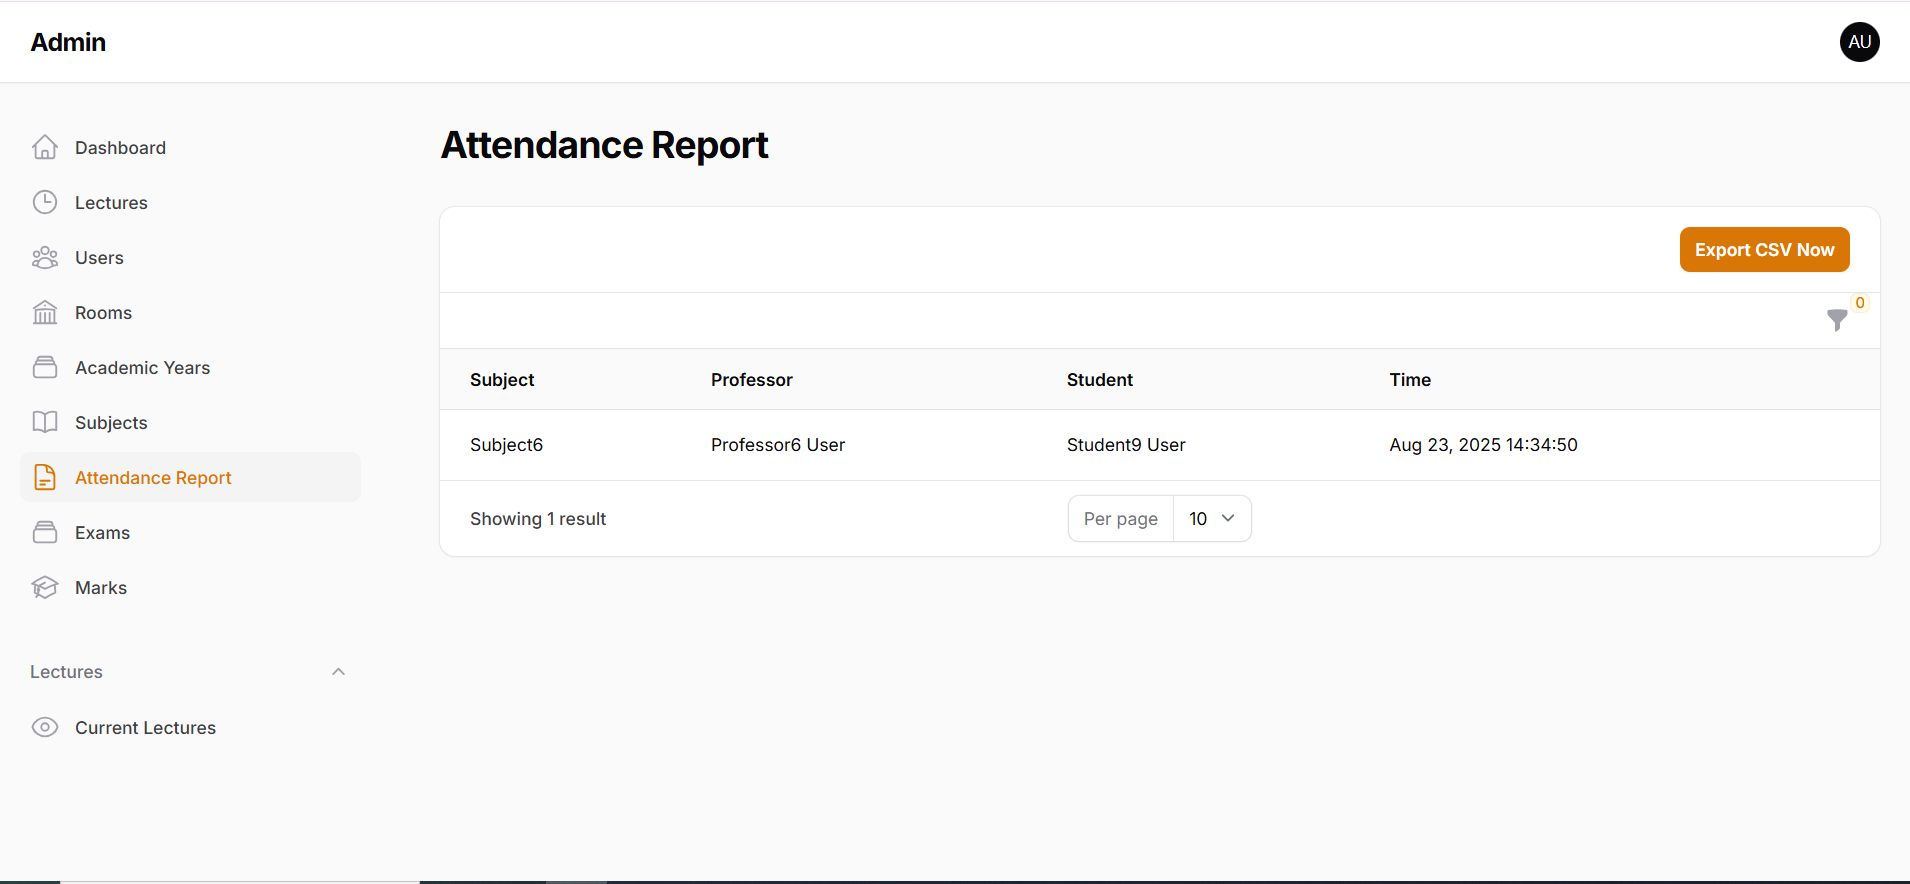 Admin
AU
Dashboard
Lectures
Users
Rooms
Academic Years
Subjects
Attendance Report
Exams
Marks
Lectures
Current Lectures
Attendance Report
Export CSV Now
0
Subject Professor Student Time
Subject6 Professor6 User Student9 User Aug 23, 2025 14:34:50
Showing 1 result Per page 10